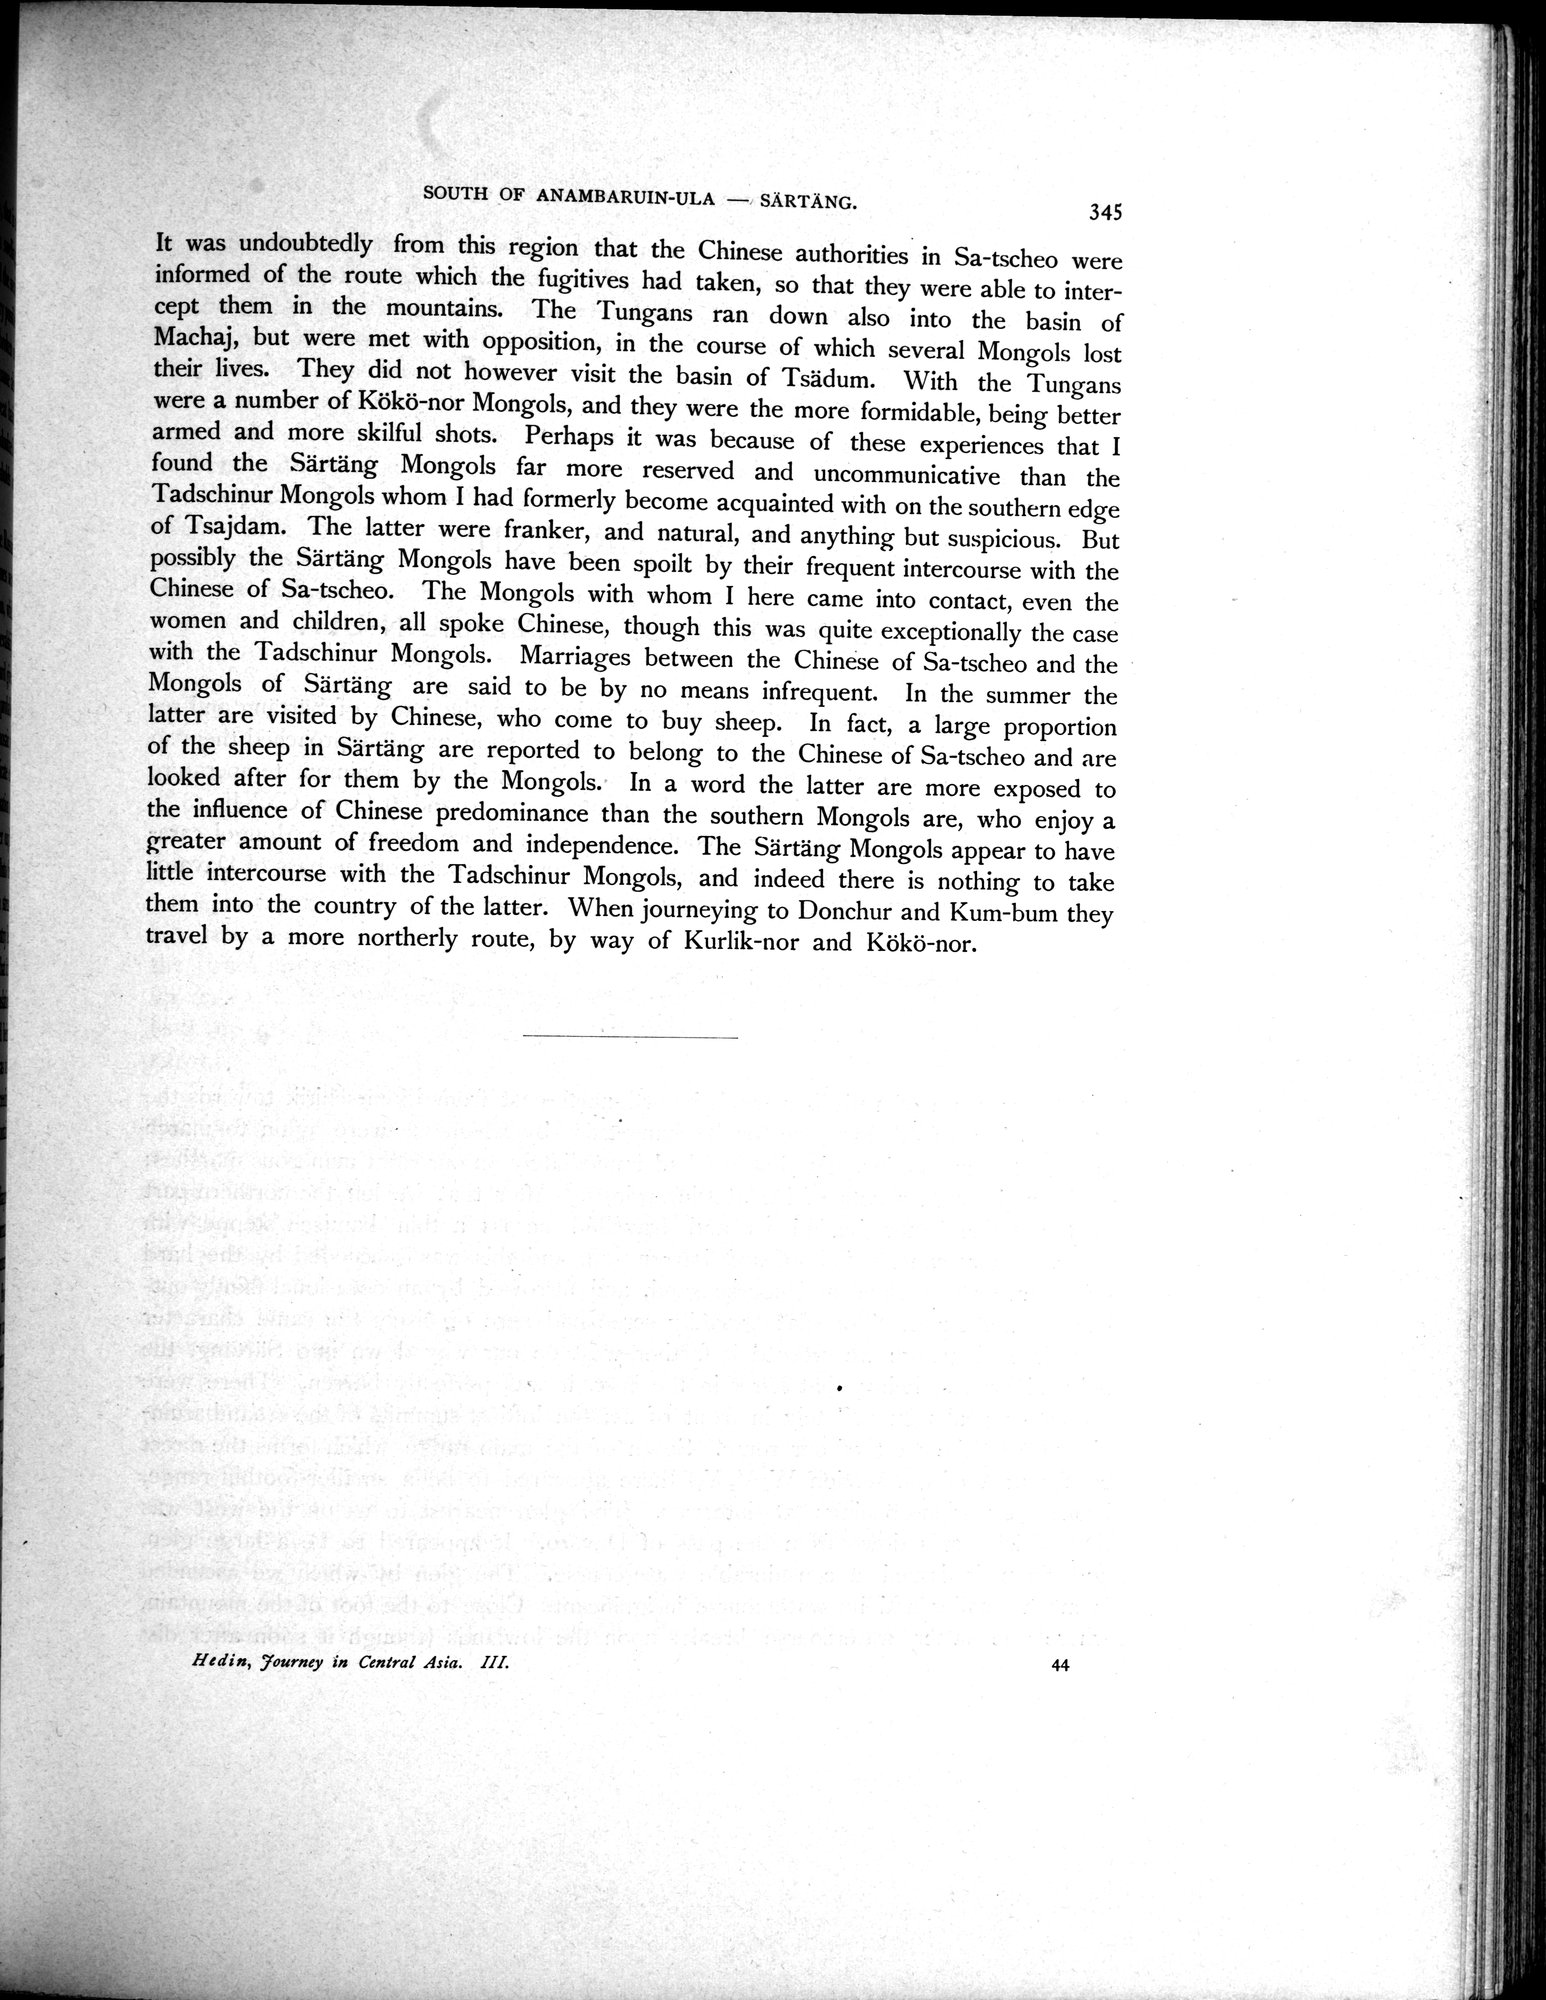 SOUTH OF ANAMBARUIN-ULA — SÄRTÄNG.
345
It was undoubtedly from this region that the Chinese authorities in Sa-tscheo were
informed of the route which the fugitives had taken, so that they were able to inter-
cept them in the mountains. The Tungans ran down also into the basin of
Machaj, but were met with opposition, in the course of which several Mongols lost
their lives. They did not however visit the basin of Tsädum. With the Tungans
were a number of Kökö-nor Mongols, and they were the more formidable, being better
armed and more skilful shots. Perhaps it was because of these experiences that I
found the Särtäng Mongols far more reserved and uncommunicative than the
Tadschinur Mongols whom I had formerly become acquainted with on the southern edge
of Tsajdam. The latter were franker, and natural, and anything but suspicious. But
possibly the Särtäng Mongols have been spoilt by their frequent intercourse with the
Chinese of Sa-tscheo. The Mongols with whom I here came into contact, even the
women and children, all spoke Chinese, though this was quite exceptionally the case
with the Tadschinur Mongols. Marriages between the Chinese of Sa-tscheo and the
Mongols of Särtäng are said to be by no means infrequent. In the summer the
latter are visited by Chinese, who come to buy sheep. In fact, a large proportion
of the sheep in Särtäng are reported to belong to the Chinese of Sa-tscheo and are
looked after for them by the Mongols. In a word the latter are more exposed to
the influence of Chinese predominance than the southern Mongols are, who enjoy a
greater amount of freedom and independence. The Särtäng Mongols appear to have
little intercourse with the Tadschinur Mongols, and indeed there is nothing to take
them into the country of the latter. When journeying to Donchur and Kum-bum they
travel by a more northerly route, by way of Kurlik-nor and Kökö-nor.
Hedin, Journey in Central Asia. III.
44